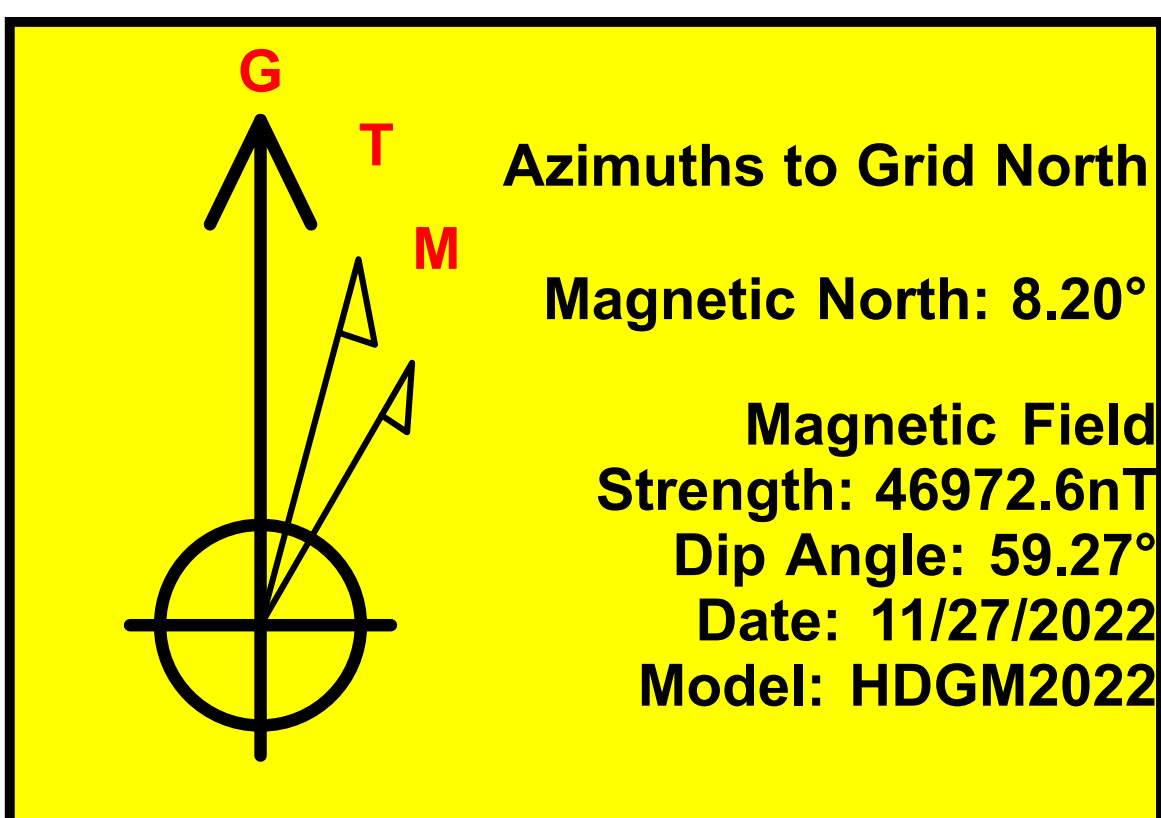 G
T
M
Azimuths to Grid North
Magnetic North: 8.20°
Magnetic Field
Strength: 46972.6nT
Dip Angle: 59.27°
Date: 11/27/2022
Model: HDGM2022